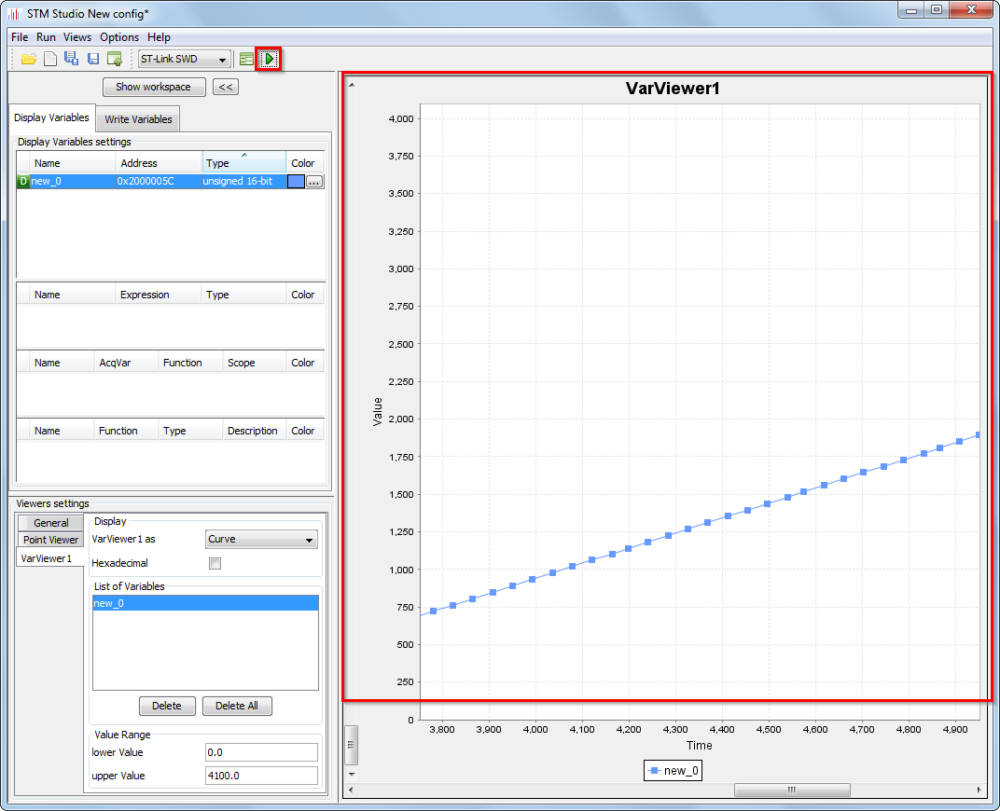 STM Studio New config*
File Run Views Options Help
ST-Link SWD
Show workspace <<
Display Variables Write Variables
Display Variables settings
Name Address Type Color
D new_0 0x2000005C unsigned 16-bit ...
Name Expression Type Color
Name AcqVar Function Scope Color
Name Function Type Description Color
Viewers settings
General
Point Viewer
VarViewer1
Display
VarViewer1 as Curve
Hexadecimal
List of Variables
new_0
Delete Delete All
Value Range
lower Value 0.0
upper Value 4100.0
VarViewer1
4,000
3,750
3,500
3,250
3,000
2,750
2,500
2,250
2,000
1,750
1,500
1,250
1,000
750
500
250
0
Value
3,800 3,900 4,000 4,100 4,200 4,300 4,400 4,500 4,600 4,700 4,800 4,900
Time
new_0